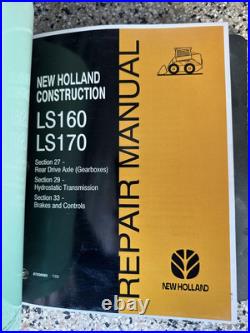 NEW HOLLAND
CONSTRUCTION
LS160
LS170
Section 27 -
Rear Drive Axle (Gearboxes)
Section 29 -
Hydrostatic Transmission
Section 33 -
Brakes and Controls
REPAIR MANUAL
NEW HOLLAND